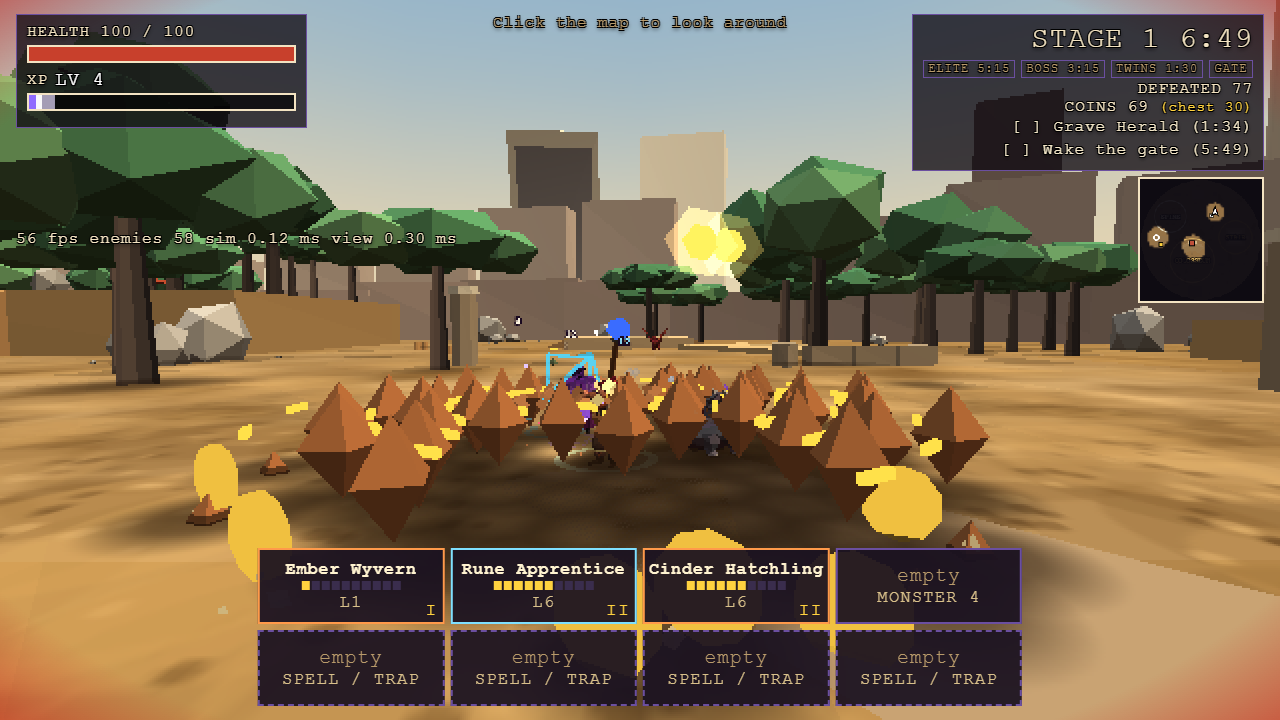 HEALTH 100 / 100
XP LV 4
Click the map to look around
STAGE 1 6:49
ELITE 5:15 BOSS 3:15 TWINS 1:30 GATE
DEFEATED 77
COINS 69 (chest 30)
[ ] Grave Herald (1:34)
[ ] Wake the gate (5:49)
56 fps enemies 58 sim 0.12 ms view 0.30 ms
Ember Wyvern
L1
I
Rune Apprentice
L6
II
Cinder Hatchling
L6
II
empty
MONSTER 4
empty
SPELL / TRAP
empty
SPELL / TRAP
empty
SPELL / TRAP
empty
SPELL / TRAP